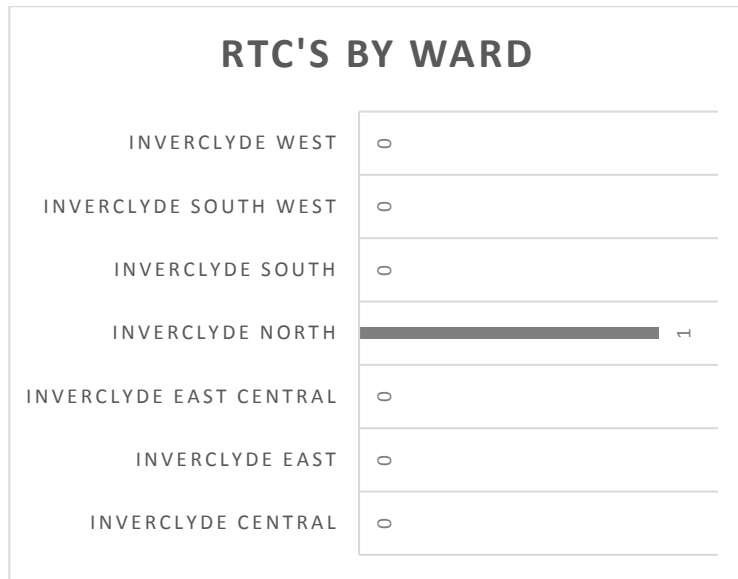 RTC'S BY WARD
INVERCLYDE WEST 0
INVERCLYDE SOUTH WEST 0
INVERCLYDE SOUTH 0
INVERCLYDE NORTH 1
INVERCLYDE EAST CENTRAL 0
INVERCLYDE EAST 0
INVERCLYDE CENTRAL 0